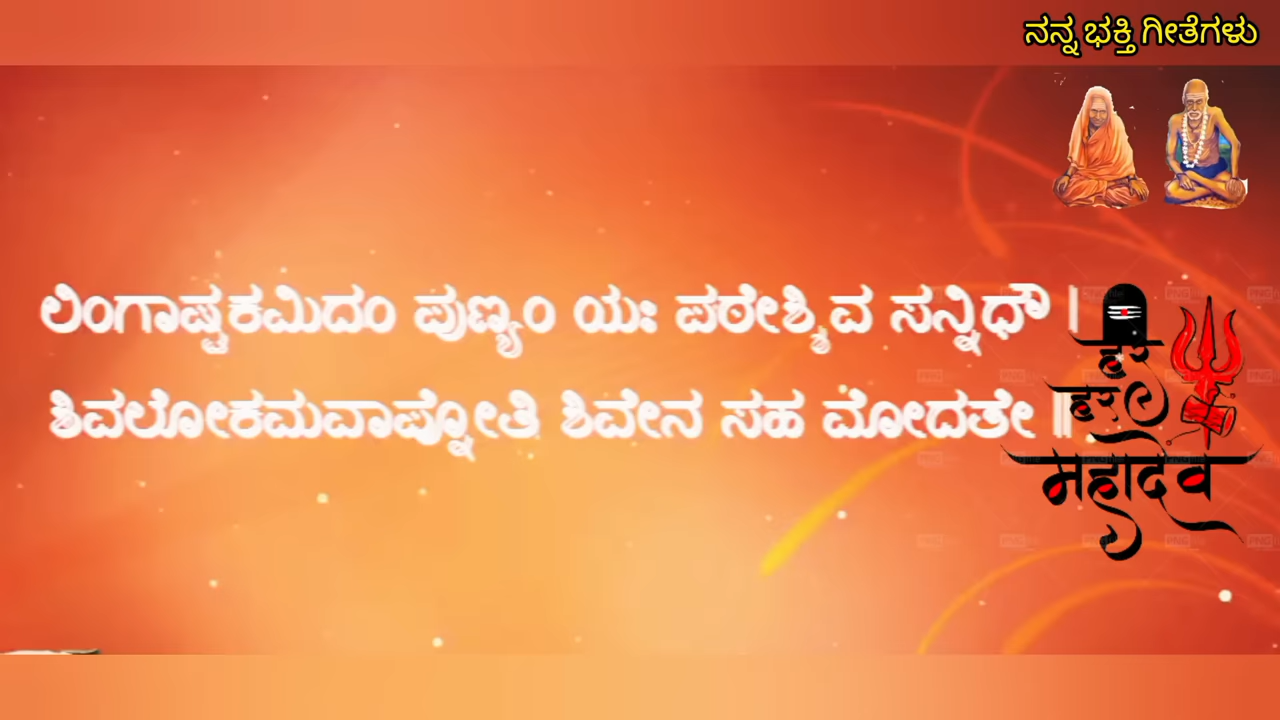 ನನ್ನ ಭಕ್ತಿ ಗೀತೆಗಳು
ಲಿಂಗಾಷ್ಟಕಮಿದಂ ಪುಣ್ಯಂ ಯಃ ಪಠೇಶ್ಶಿವ ಸನ್ನಿಧೌ |
ಶಿವಲೋಕಮವಾಪ್ನೋತಿ ಶಿವೇನ ಸಹ ಮೋದತೇ ||
हर
हर
महादेव